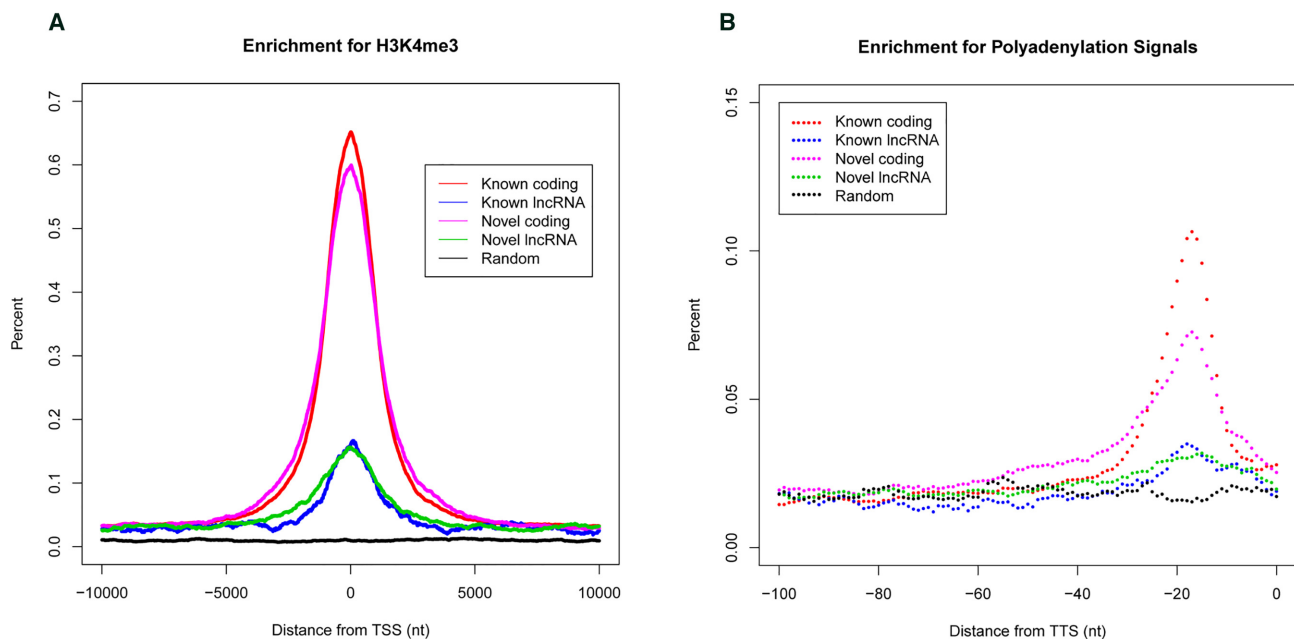 A
Enrichment for H3K4me3
Percent
0.7
0.6
0.5
0.4
0.3
0.2
0.1
0.0
Known coding
Known lncRNA
Novel coding
Novel lncRNA
Random
−10000 −5000 0 5000 10000
Distance from TSS (nt)
B
Enrichment for Polyadenylation Signals
Percent
0.15
0.10
0.05
0.00
Known coding
Known lncRNA
Novel coding
Novel lncRNA
Random
−100 −80 −60 −40 −20 0
Distance from TTS (nt)